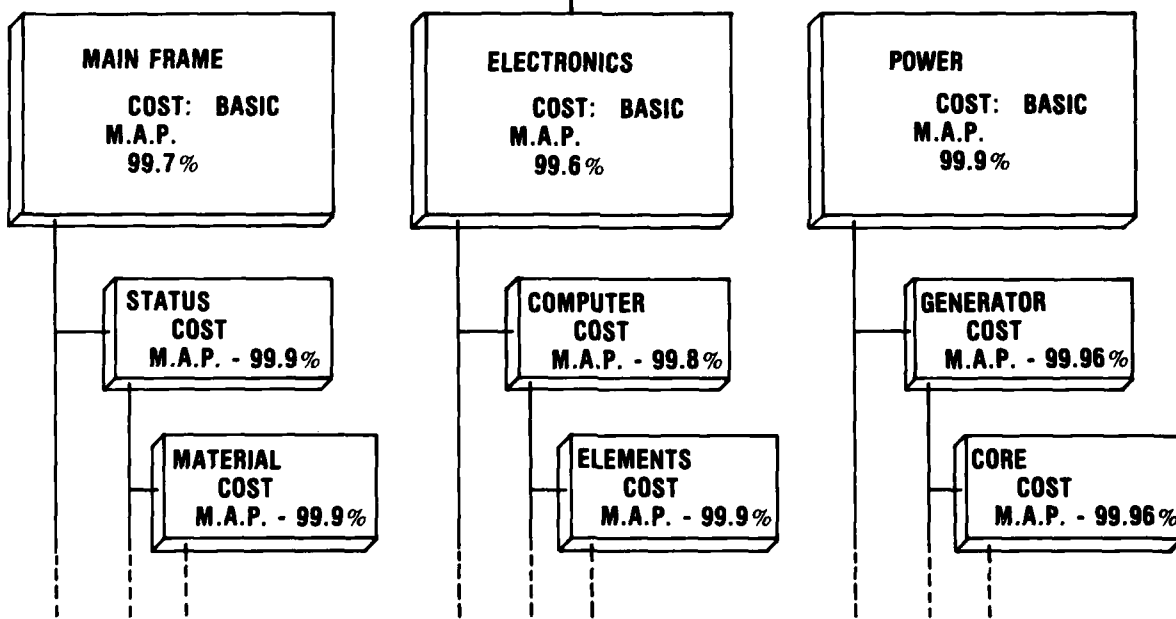 MAIN FRAME
COST: BASIC
M.A.P.
99.7%
ELECTRONICS
COST: BASIC
M.A.P.
99.6%
POWER
COST: BASIC
M.A.P.
99.9%
STATUS
COST
M.A.P. - 99.9%
COMPUTER
COST
M.A.P. - 99.8%
GENERATOR
COST
M.A.P. - 99.96%
MATERIAL
COST
M.A.P. - 99.9%
ELEMENTS
COST
M.A.P. - 99.9%
CORE
COST
M.A.P. - 99.96%